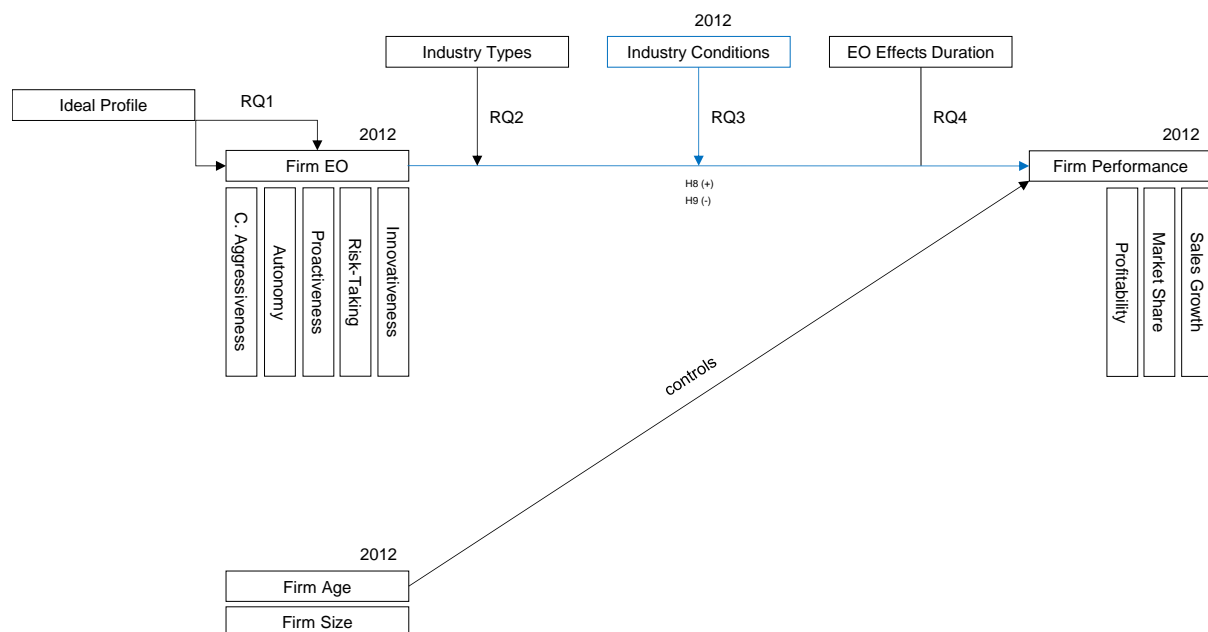 2012
Industry Types
Industry Conditions
EO Effects Duration
Ideal Profile
RQ1
RQ2
RQ3
RQ4
2012
2012
Firm EO
Firm Performance
H8 (+)
H9 (-)
C. Aggressiveness
Autonomy
Proactiveness
Risk-Taking
Innovativeness
Profitability
Market Share
Sales Growth
controls
2012
Firm Age
Firm Size